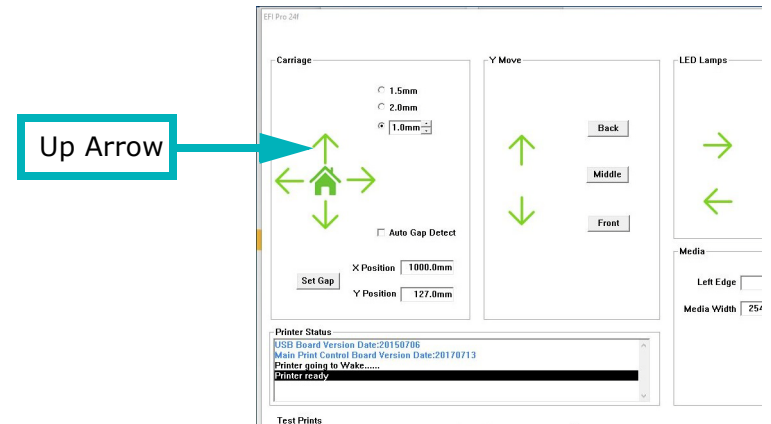 EFI Pro 24f
Carriage
Y Move
LED Lamps
1.5mm
2.0mm
1.0mm
Up Arrow
Back
Middle
Front
Auto Gap Detect
Media
Set Gap
X Position 1000.0mm
Y Position 127.0mm
Left Edge
Media Width 254
Printer Status
USB Board Version Date:20150706
Main Print Control Board Version Date:20170713
Printer going to Wake......
Printer ready
Test Prints